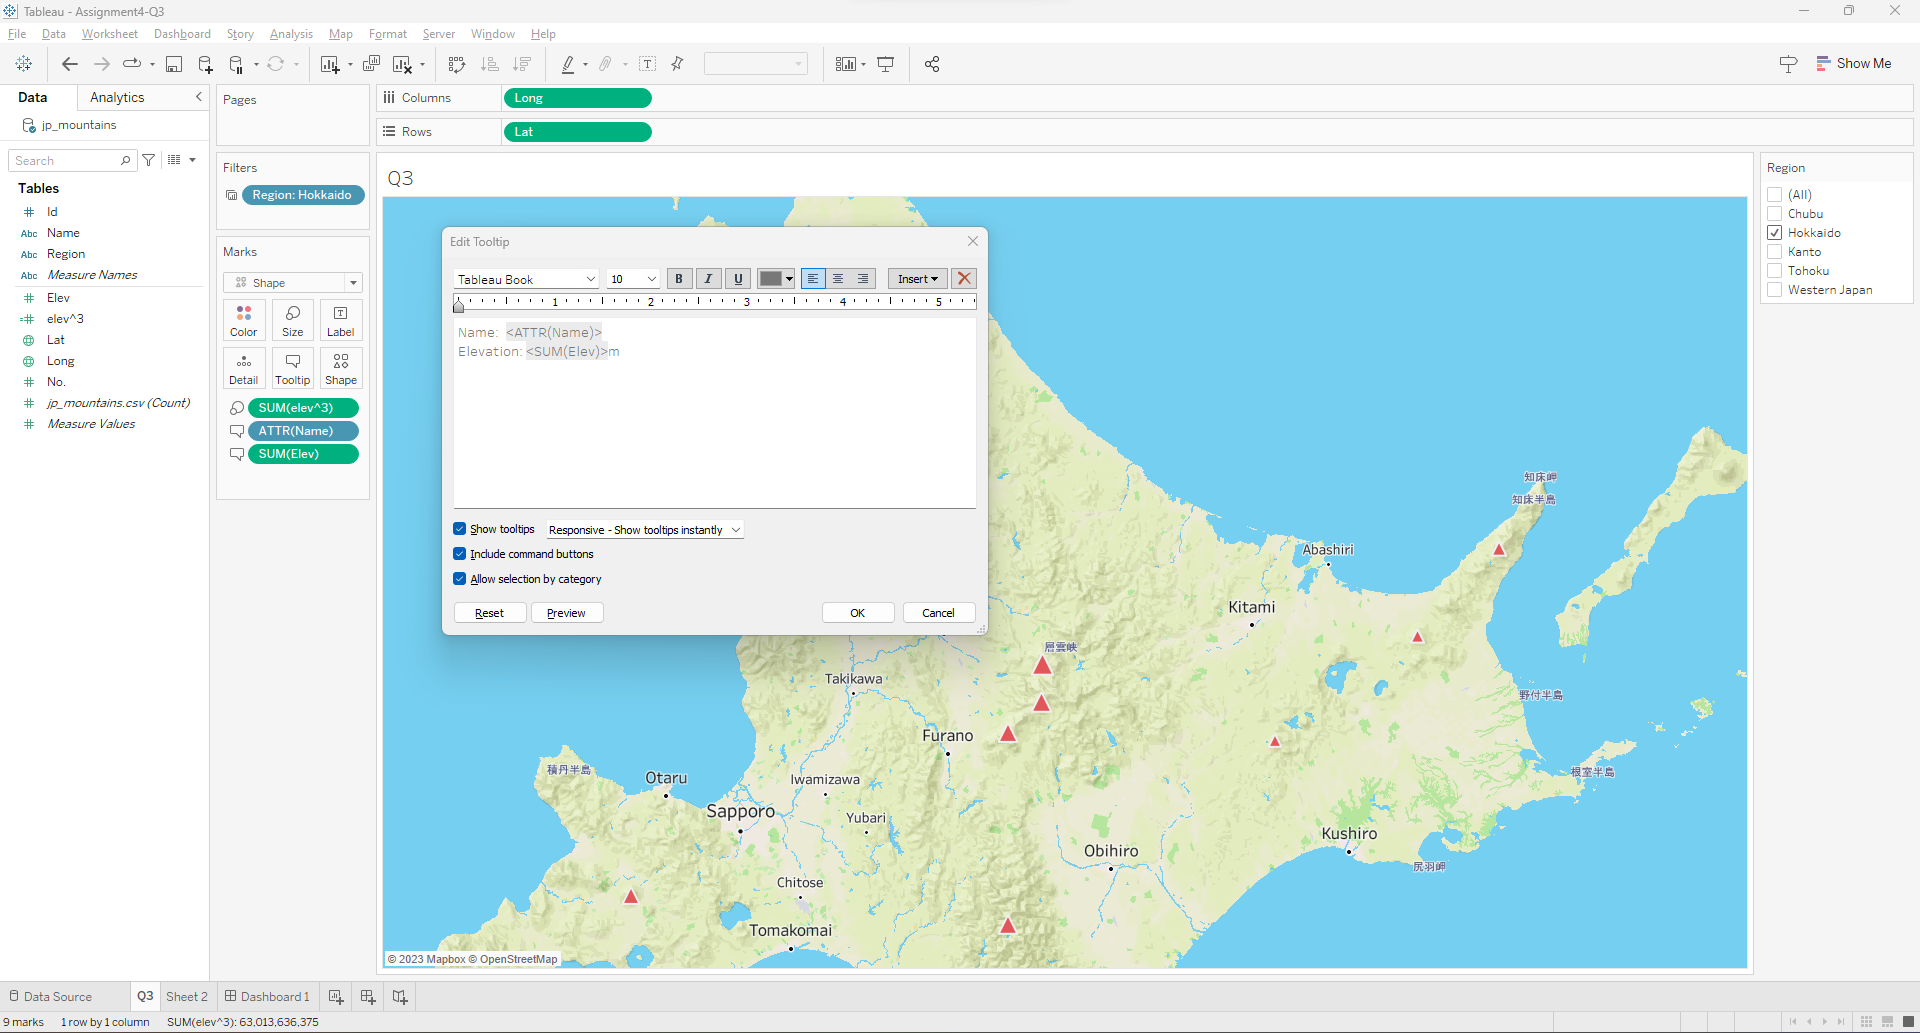 Tableau - Assignment4-Q3
File Data Worksheet Dashboard Story Analysis Map Format Server Window Help
Show Me
Data Analytics
jp_mountains
Search
Tables
# Id
Abc Name
Abc Region
Abc Measure Names
# Elev
=# elev^3
Lat
Long
# No.
# jp_mountains.csv (Count)
# Measure Values
Pages
Filters
Region: Hokkaido
Marks
Shape
Color Size Label
Detail Tooltip Shape
SUM(elev^3)
ATTR(Name)
SUM(Elev)
Columns Long
Rows Lat
Q3
Edit Tooltip
Tableau Book 10 B I U Insert
1 2 3 4 5
Name: <ATTR(Name)>
Elevation: <SUM(Elev)>m
Show tooltips Responsive - Show tooltips instantly
Include command buttons
Allow selection by category
Reset Preview OK Cancel
知床岬
知床半島
Abashiri
Kitami
層雲峡
Takikawa
野付半島
Furano
積丹半島
Otaru
Iwamizawa
根室半島
Sapporo
Yubari
Kushiro
Obihiro
尻羽岬
Chitose
Tomakomai
© 2023 Mapbox © OpenStreetMap
Region
(All)
Chubu
Hokkaido
Kanto
Tohoku
Western Japan
Data Source Q3 Sheet 2 Dashboard 1
9 marks 1 row by 1 column SUM(elev^3): 63,013,636,375